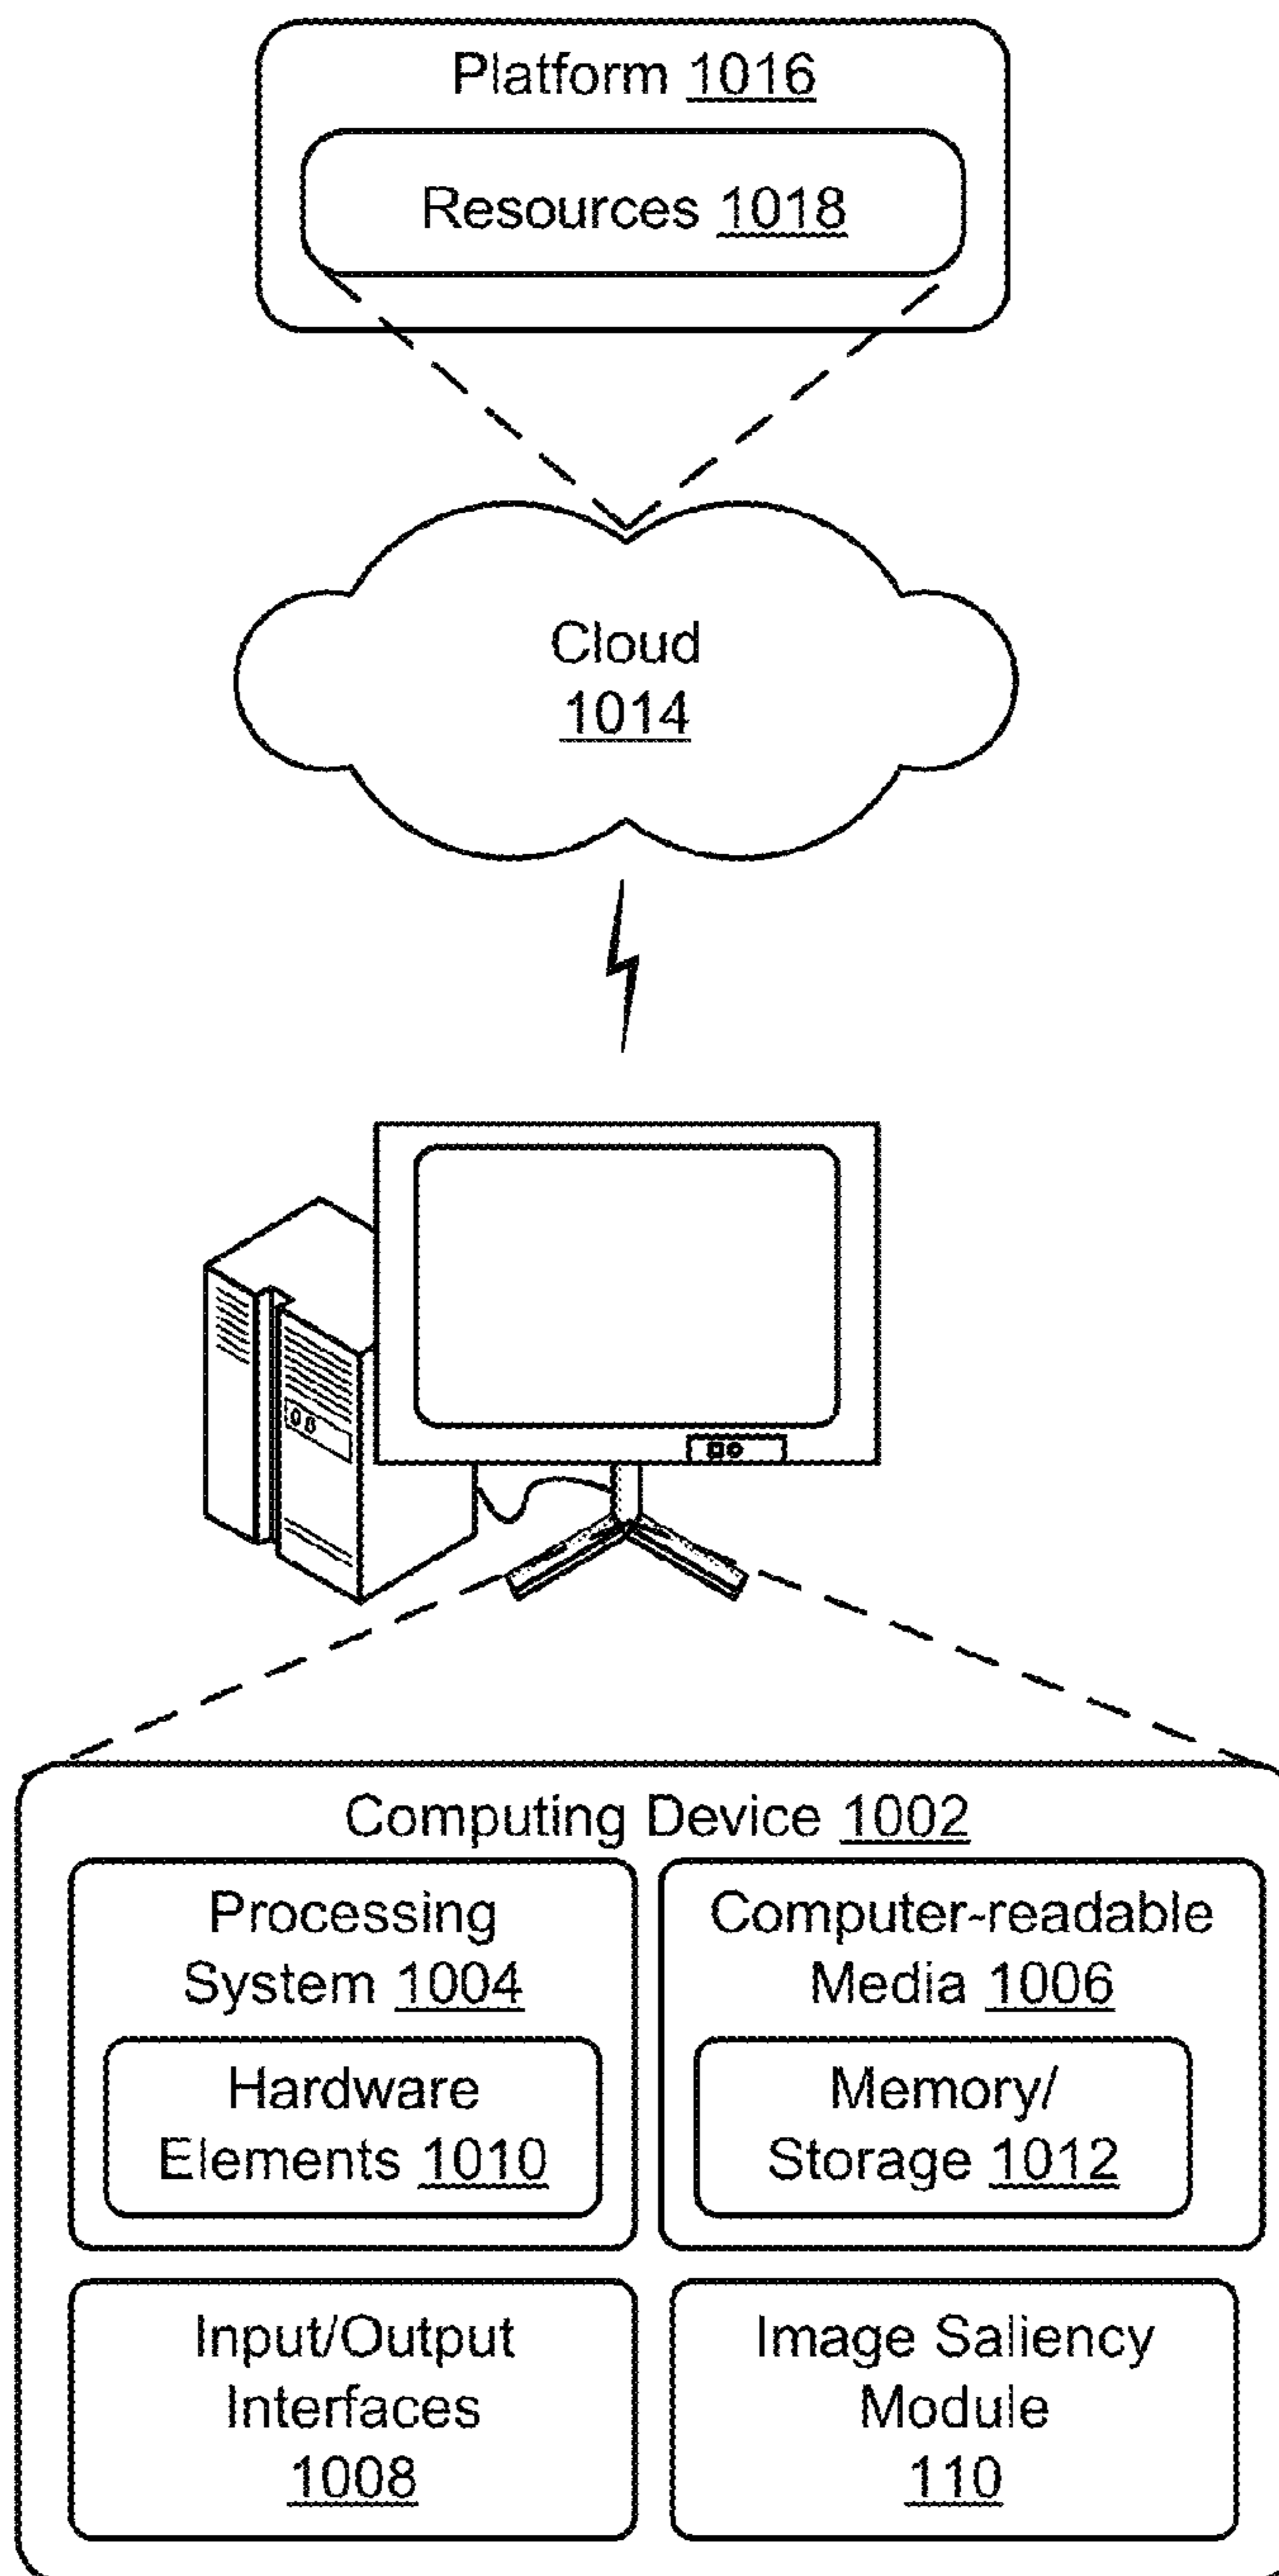 Platform 1016
Resources 1018
Cloud
1014
Computing Device 1002
Processing
System 1004
Hardware
Elements 1010
Computer-readable
Media 1006
Memory/
Storage 1012
Input/Output
Interfaces
1008
Image Saliency
Module
110